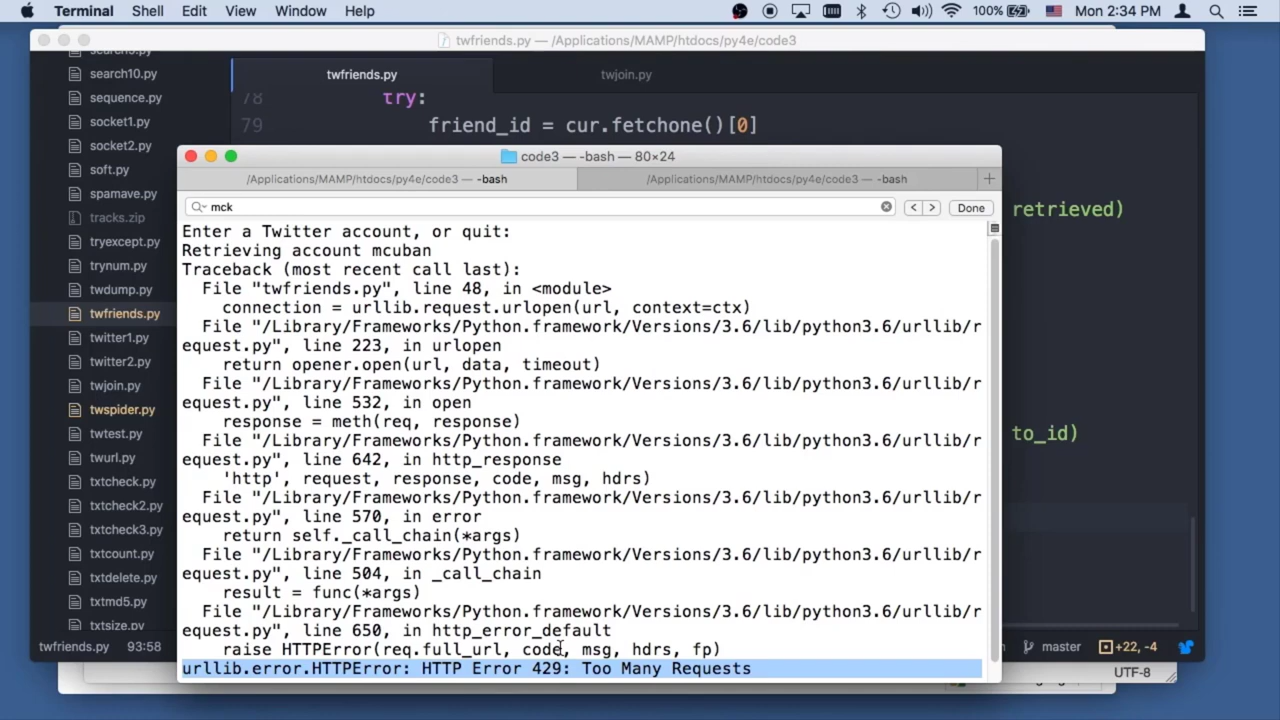 Terminal Shell Edit View Window Help 100% Mon 2:34 PM
twfriends.py — /Applications/MAMP/htdocs/py4e/code3
search10.py
sequence.py
socket1.py
socket2.py
soft.py
spamave.py
tracks.zip
tryexcept.py
trynum.py
twdump.py
twfriends.py
twitter1.py
twitter2.py
twjoin.py
twspider.py
twtest.py
twurl.py
txtcheck.py
txtcheck2.py
txtcheck3.py
txtcount.py
txtdelete.py
txtmd5.py
txtsize.py
twfriends.py twjoin.py
78 try:
79 friend_id = cur.fetchone()[0]
retrieved)
to_id)
code3 — -bash — 80×24
/Applications/MAMP/htdocs/py4e/code3 — -bash /Applications/MAMP/htdocs/py4e/code3 — -bash
mck Done
Enter a Twitter account, or quit:
Retrieving account mcuban
Traceback (most recent call last):
File "twfriends.py", line 48, in <module>
connection = urllib.request.urlopen(url, context=ctx)
File "/Library/Frameworks/Python.framework/Versions/3.6/lib/python3.6/urllib/r
equest.py", line 223, in urlopen
return opener.open(url, data, timeout)
File "/Library/Frameworks/Python.framework/Versions/3.6/lib/python3.6/urllib/r
equest.py", line 532, in open
response = meth(req, response)
File "/Library/Frameworks/Python.framework/Versions/3.6/lib/python3.6/urllib/r
equest.py", line 642, in http_response
'http', request, response, code, msg, hdrs)
File "/Library/Frameworks/Python.framework/Versions/3.6/lib/python3.6/urllib/r
equest.py", line 570, in error
return self._call_chain(*args)
File "/Library/Frameworks/Python.framework/Versions/3.6/lib/python3.6/urllib/r
equest.py", line 504, in _call_chain
result = func(*args)
File "/Library/Frameworks/Python.framework/Versions/3.6/lib/python3.6/urllib/r
equest.py", line 650, in http_error_default
raise HTTPError(req.full_url, code, msg, hdrs, fp)
urllib.error.HTTPError: HTTP Error 429: Too Many Requests
twfriends.py 93:58 master +22, -4
UTF-8